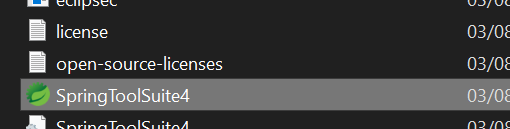 eclipsec 03/08
license 03/08
open-source-licenses 03/08
SpringToolSuite4 03/08
SpringToolSuite4 03/08